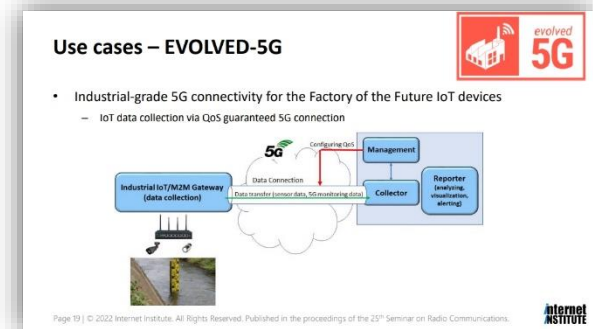 Use cases – EVOLVED-5G
evolved
5G
• Industrial-grade 5G connectivity for the Factory of the Future IoT devices
– IoT data collection via QoS guaranteed 5G connection
5G
Configuring QoS
Management
Data Connection
Industrial IoT/M2M Gateway
(data collection)
Data transfer (sensor data, 5G monitoring data)
Collector
Reporter
(analyzing,
visualization,
alerting)
Page 19 | © 2022 Internet Institute. All Rights Reserved. Published in the proceedings of the 25th Seminar on Radio Communications.
internet
INSTITUTE